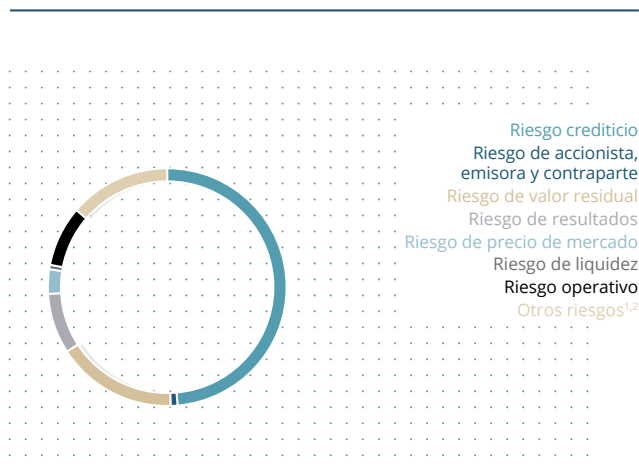 Riesgo crediticio
Riesgo de accionista,
emisora y contraparte
Riesgo de valor residual
Riesgo de resultados
Riesgo de precio de mercado
Riesgo de liquidez
Riesgo operativo
Otros riesgos1,2